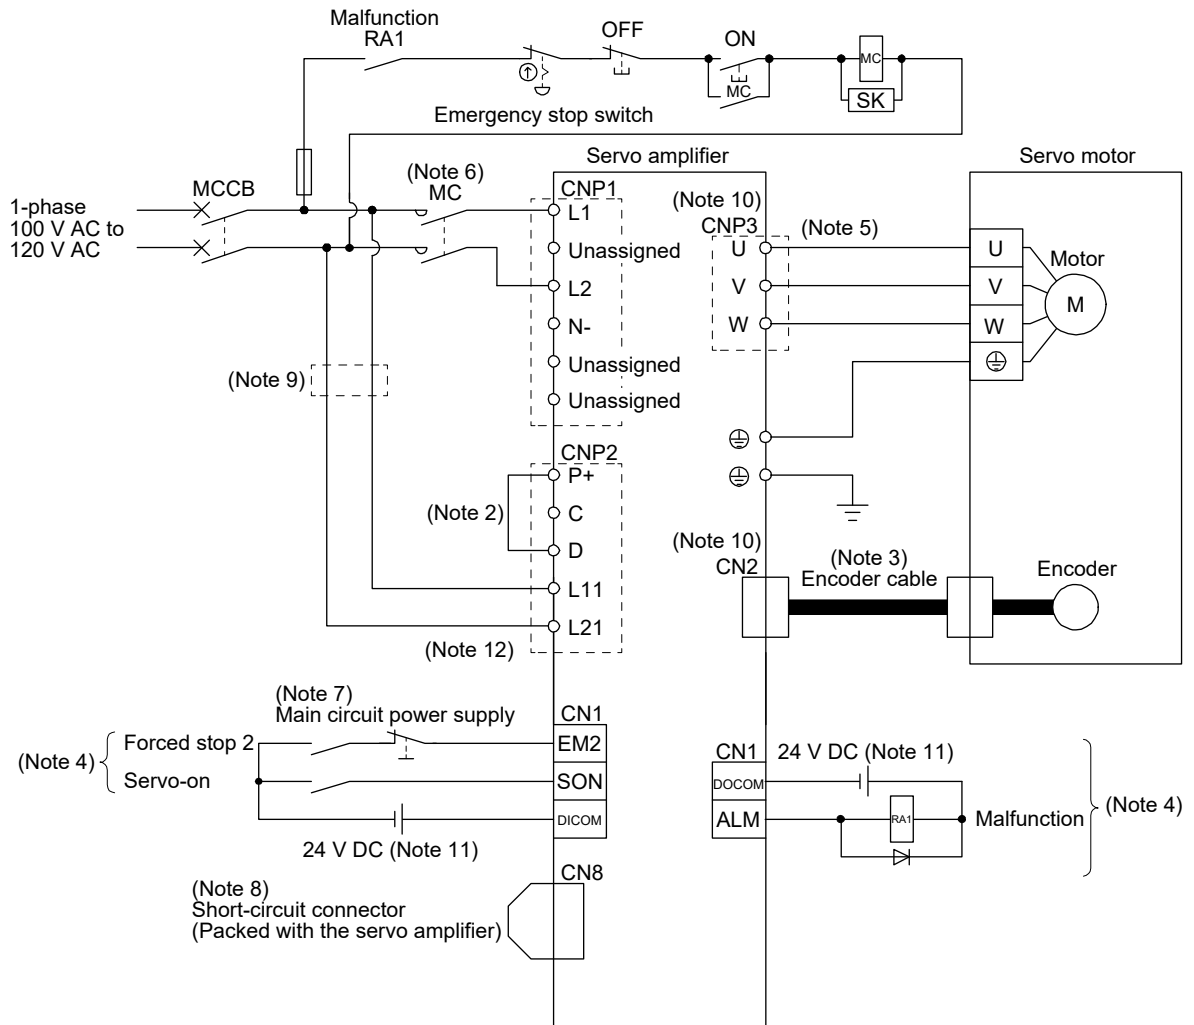 Malfunction
RA1
OFF
ON
MC
MC
SK
Emergency stop switch
Servo amplifier
Servo motor
MCCB
(Note 6)
MC
1-phase
100 V AC to
120 V AC
CNP1
L1
Unassigned
L2
N-
Unassigned
Unassigned
(Note 10)
CNP3
U
V
W
(Note 5)
U
V
W
Motor
M
(Note 9)
CNP2
P+
C
D
L11
L21
(Note 2)
(Note 12)
(Note 10)
CN2
(Note 3)
Encoder cable
Encoder
(Note 7)
Main circuit power supply
(Note 4)
Forced stop 2
Servo-on
24 V DC (Note 11)
CN1
EM2
SON
DICOM
CN1
DOCOM
ALM
24 V DC (Note 11)
RA1
Malfunction
(Note 4)
CN8
(Note 8)
Short-circuit connector
(Packed with the servo amplifier)